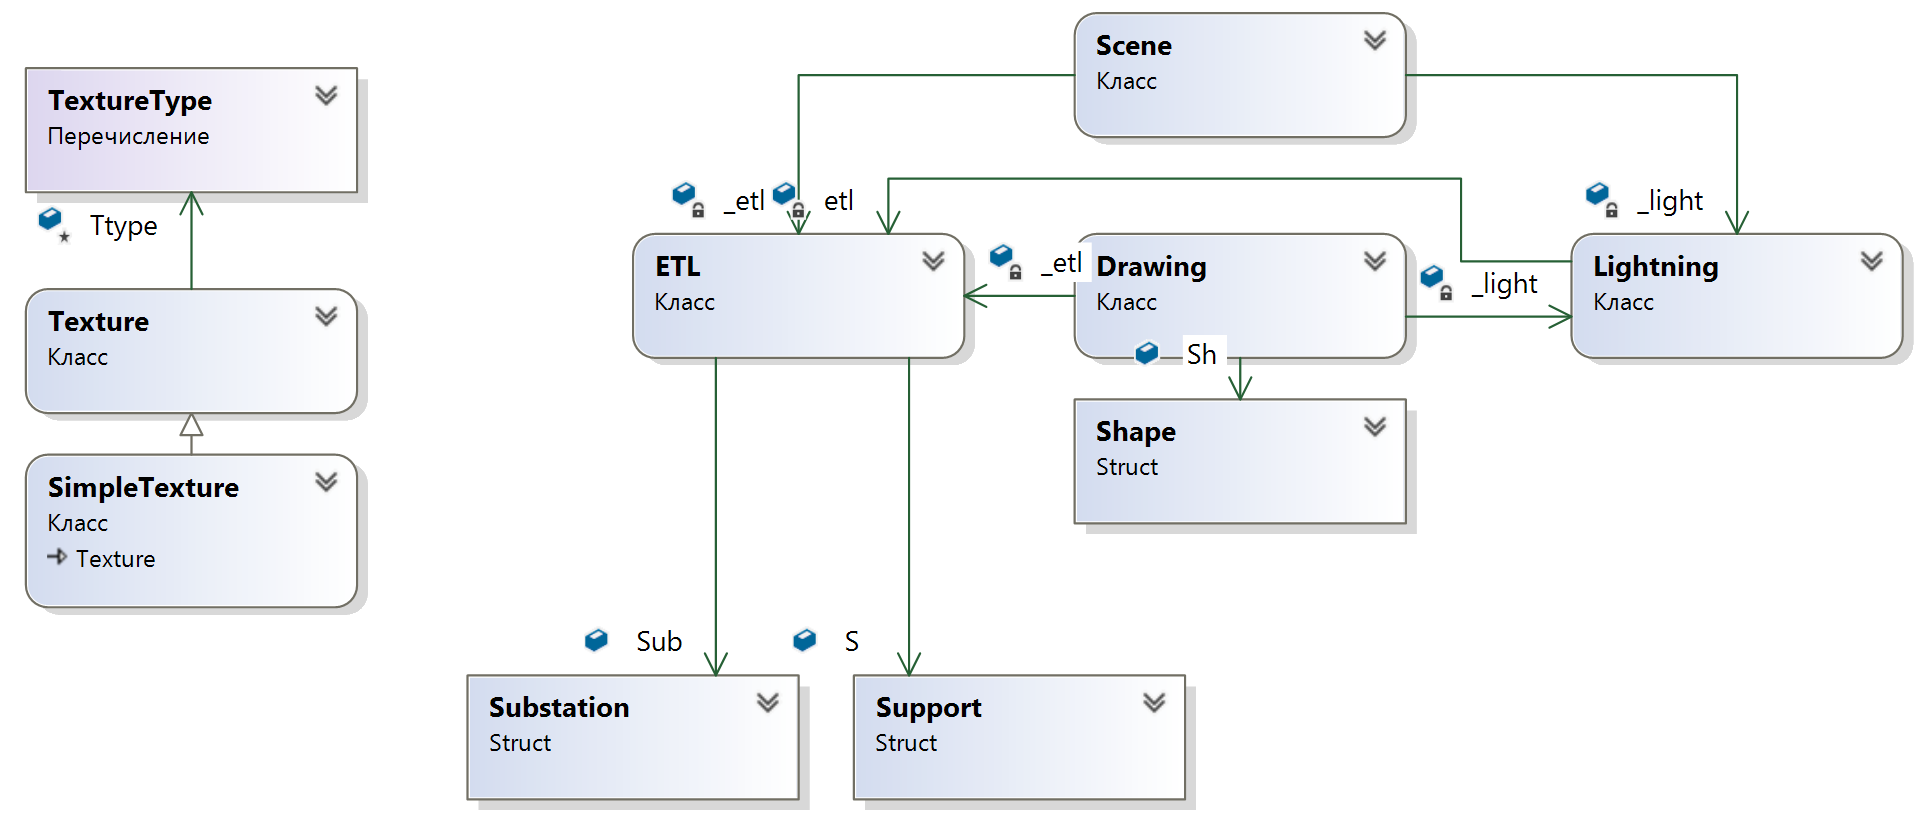 TextureType
Перечисление
Ttype
Texture
Класс
SimpleTexture
Класс
Texture
Scene
Класс
_etl
etl
_light
ETL
Класс
_etl
Drawing
Класс
_light
Lightning
Класс
Sh
Shape
Struct
Sub
S
Substation
Struct
Support
Struct